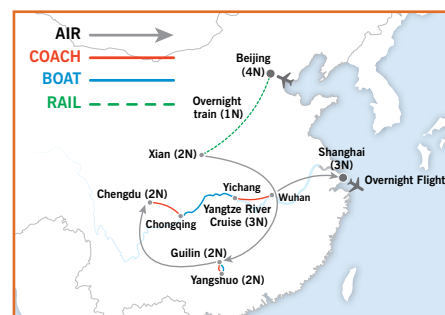 AIR
COACH
BOAT
RAIL
Beijing
(4N)
Overnight
train (1N)
Xian (2N)
Shanghai
(3N)
Overnight Flight
Chengdu (2N)
Yichang
Wuhan
Chongqing
Yangtze River
Cruise (3N)
Guilin (2N)
Yangshuo (2N)